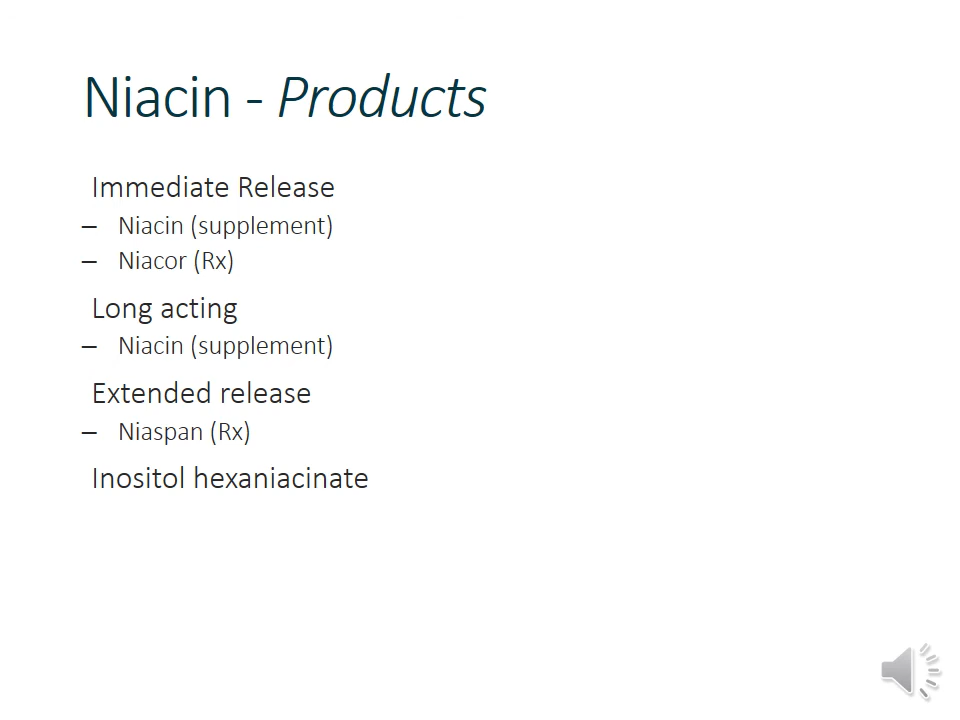 Niacin - Products
Immediate Release
– Niacin (supplement)
– Niacor (Rx)
Long acting
– Niacin (supplement)
Extended release
– Niaspan (Rx)
Inositol hexaniacinate